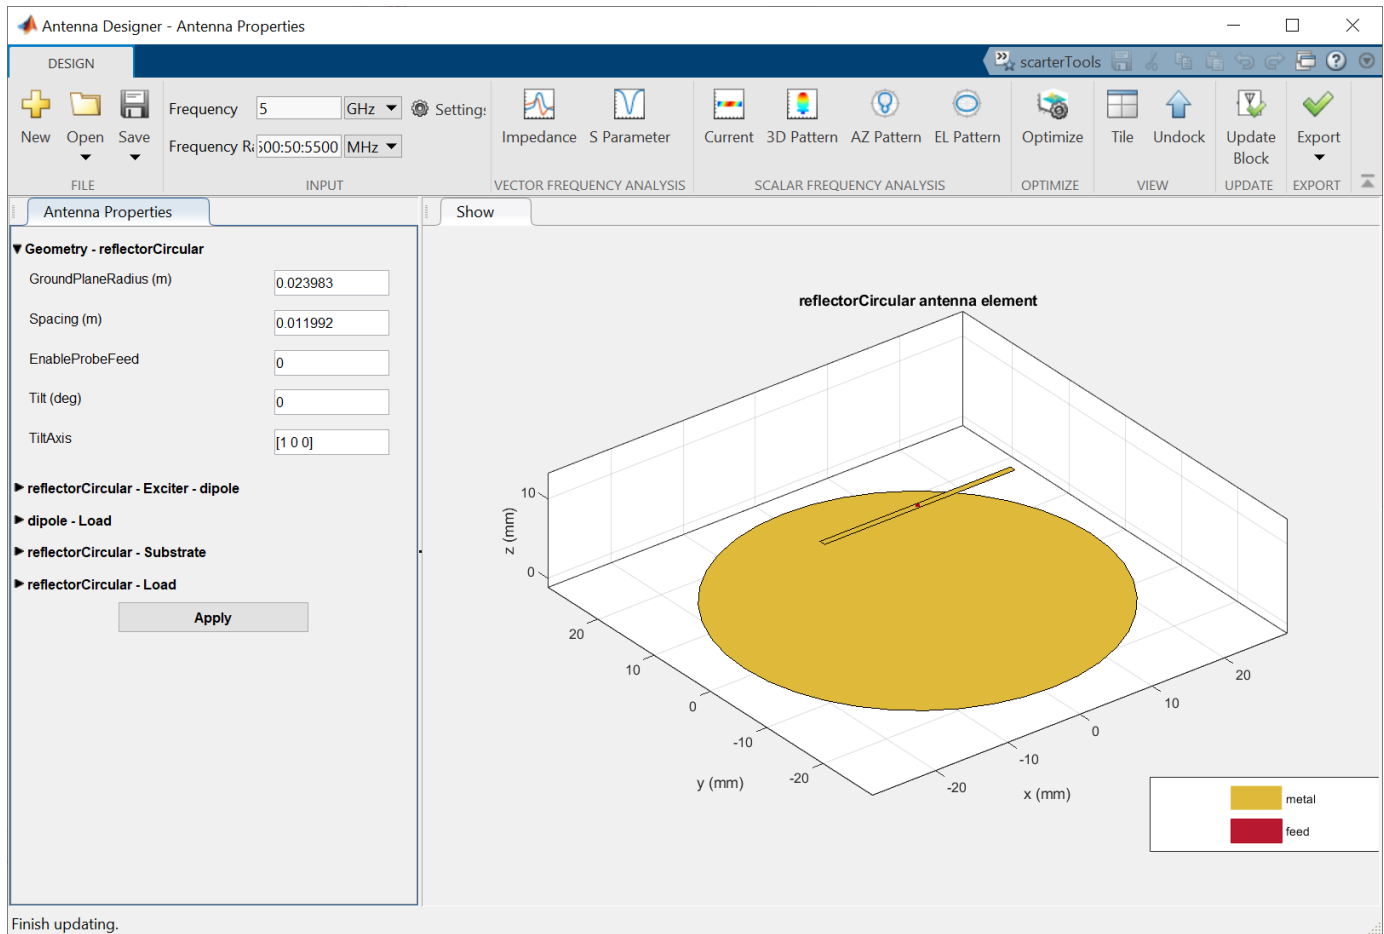 Antenna Designer - Antenna Properties
DESIGN
scarterTools
New
Open
Save
Frequency
5
GHz
Settings
Frequency Ra
500:50:5500
MHz
Impedance
S Parameter
Current
3D Pattern
AZ Pattern
EL Pattern
Optimize
Tile
Undock
Update
Block
Export
FILE
INPUT
VECTOR FREQUENCY ANALYSIS
SCALAR FREQUENCY ANALYSIS
OPTIMIZE
VIEW
UPDATE
EXPORT
Antenna Properties
Geometry - reflectorCircular
GroundPlaneRadius (m)
0.023983
Spacing (m)
0.011992
EnableProbeFeed
0
Tilt (deg)
0
TiltAxis
[1 0 0]
reflectorCircular - Exciter - dipole
dipole - Load
reflectorCircular - Substrate
reflectorCircular - Load
Apply
Show
reflectorCircular antenna element
10
0
z (mm)
20
10
0
-10
-20
y (mm)
-20
-10
0
10
20
x (mm)
metal
feed
Finish updating.